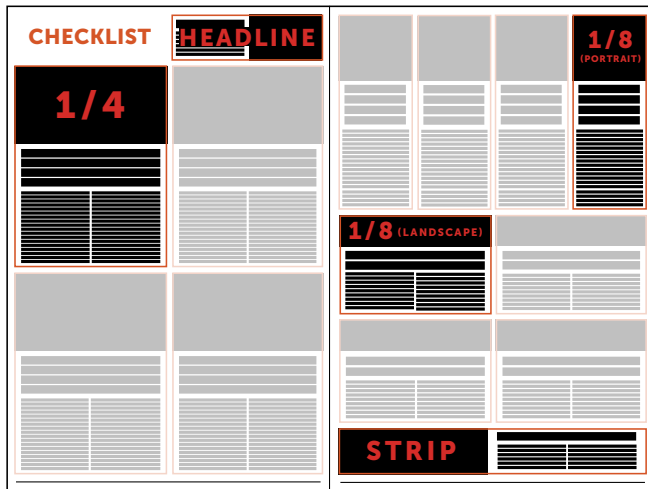 CHECKLIST
HEADLINE
1/4
1/8
(PORTRAIT)
1/8 (LANDSCAPE)
STRIP